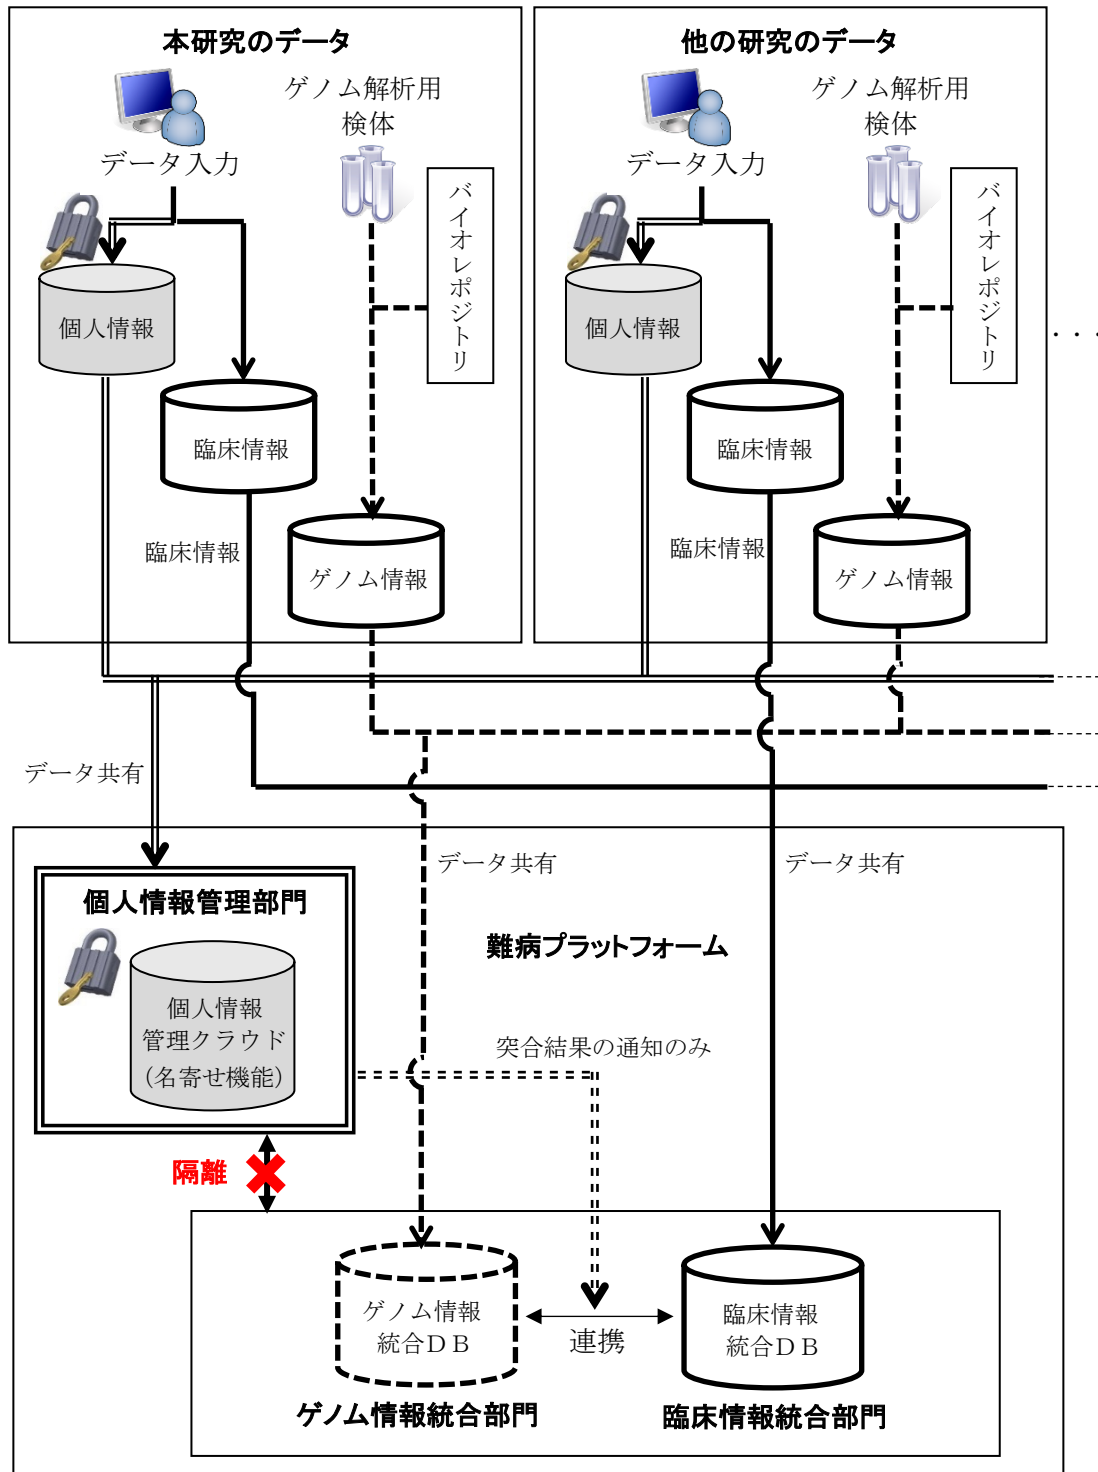 本研究のデータ
データ入力
ゲノム解析用
検体
バイオレポジトリ
個人情報
臨床情報
臨床情報
ゲノム情報
他の研究のデータ
データ入力
ゲノム解析用
検体
バイオレポジトリ
個人情報
臨床情報
臨床情報
ゲノム情報
・・・
データ共有
データ共有
データ共有
個人情報管理部門
個人情報
管理クラウド
（名寄せ機能）
難病プラットフォーム
突合結果の通知のみ
隔離
ゲノム情報
統合ＤＢ
連携
臨床情報
統合ＤＢ
ゲノム情報統合部門
臨床情報統合部門